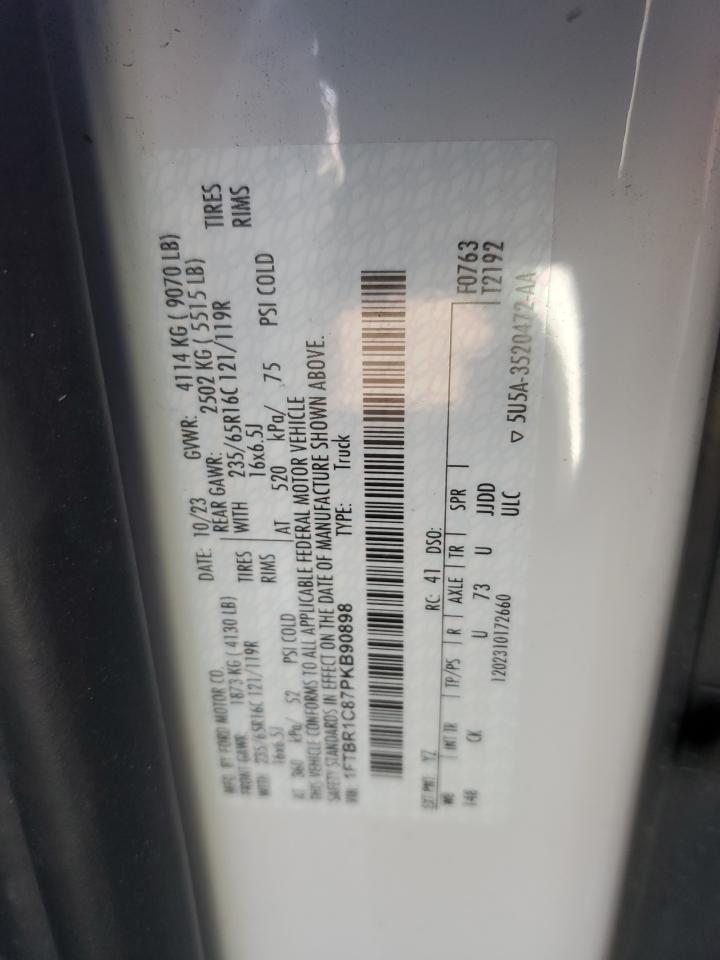 MFD. BY FORD MOTOR CO.
DATE: 10/23 GVWR: 4114 KG ( 9070 LB)
FRONT GAWR: 1873 KG ( 4130 LB) REAR GAWR: 2502 KG ( 5515 LB)
WITH 235/65R16C 121/119R TIRES WITH 235/65R16C 121/119R TIRES
16x6.5J RIMS 16x6.5J RIMS
AT 360 kPa/ 52 PSI COLD AT 520 kPa/ 75 PSI COLD
THIS VEHICLE CONFORMS TO ALL APPLICABLE FEDERAL MOTOR VEHICLE
SAFETY STANDARDS IN EFFECT ON THE DATE OF MANUFACTURE SHOWN ABOVE.
VIN: 1FTBR1C87PKB90898 TYPE: Truck
EXT PNT: YZ RC: 41 DSO:
WB INT TR TP/PS R AXLE TR SPR F0763
148 CK U 73 U JJDD T2192
1202310172660 ULC
5U5A-3520472-AA